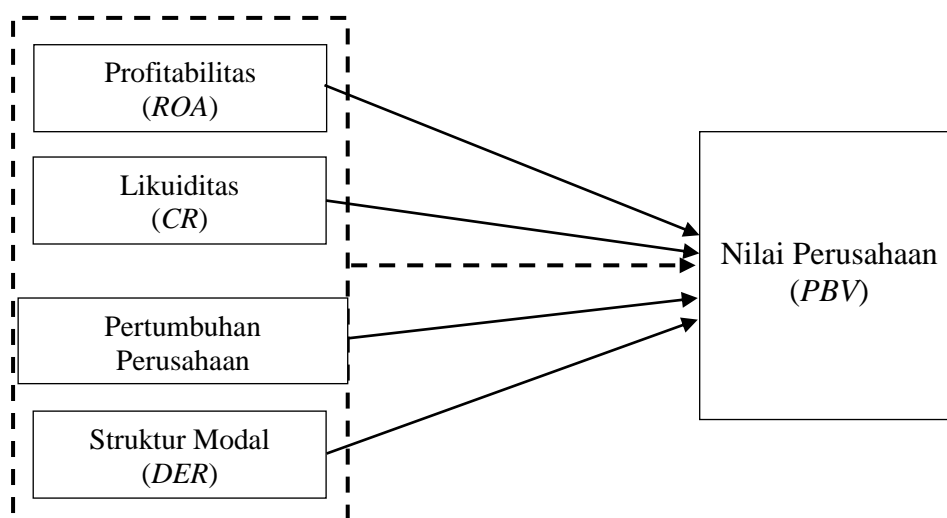 Profitabilitas
(ROA)
Likuiditas
(CR)
Pertumbuhan
Perusahaan
Struktur Modal
(DER)
Nilai Perusahaan
(PBV)